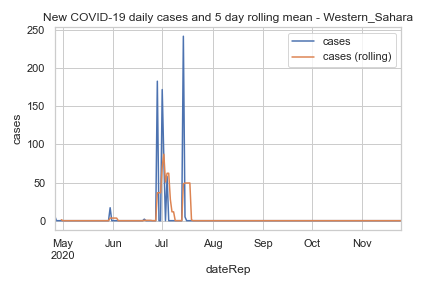 New COVID-19 daily cases and 5 day rolling mean - Western_Sahara
250
200
150
100
50
0
cases
cases
cases (rolling)
May
2020
Jun
Jul
Aug
Sep
Oct
Nov
dateRep